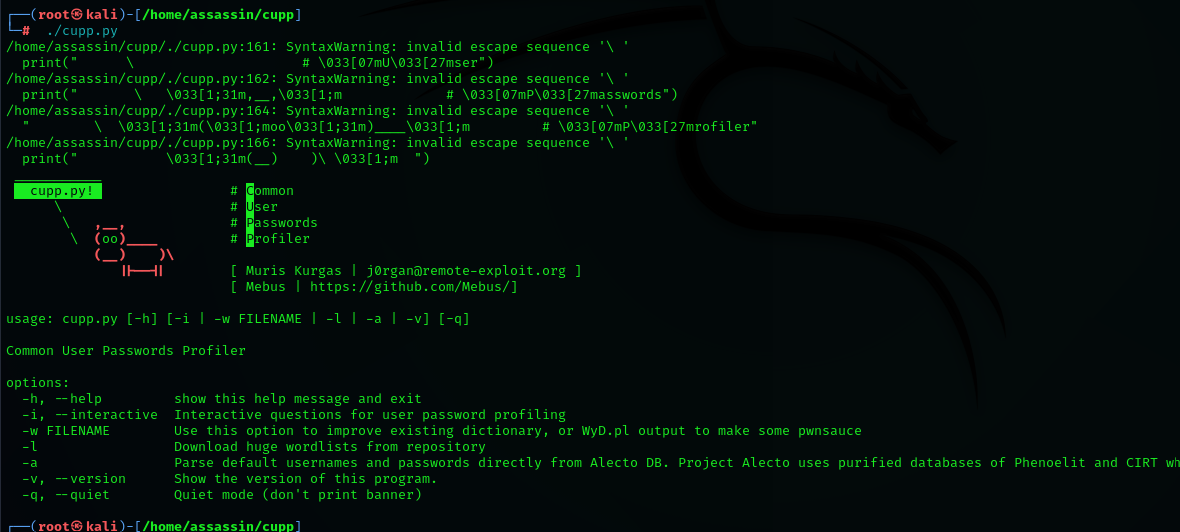 ┌──(root㉿kali)-[/home/assassin/cupp]
└─# ./cupp.py
/home/assassin/cupp/./cupp.py:161: SyntaxWarning: invalid escape sequence '\ '
  print("      \                     # \033[07mU\033[27mser")
/home/assassin/cupp/./cupp.py:162: SyntaxWarning: invalid escape sequence '\ '
  print("       \   \033[1;31m,__,\033[1;m             # \033[07mP\033[27masswords")
/home/assassin/cupp/./cupp.py:164: SyntaxWarning: invalid escape sequence '\ '
  "        \  \033[1;31m(\033[1;moo\033[1;31m)____\033[1;m         # \033[07mP\033[27mrofiler"
/home/assassin/cupp/./cupp.py:166: SyntaxWarning: invalid escape sequence '\ '
  print("           \033[1;31m(__)    )\ \033[1;m  ")
 ___________
   cupp.py!                 # Common
      \                     # User
       \   ,__,             # Passwords
        \  (oo)____         # Profiler
           (__)    )\
              ||--||        [ Muris Kurgas | j0rgan@remote-exploit.org ]
                            [ Mebus | https://github.com/Mebus/]
usage: cupp.py [-h] [-i | -w FILENAME | -l | -a | -v] [-q]
Common User Passwords Profiler
options:
  -h, --help         show this help message and exit
  -i, --interactive  Interactive questions for user password profiling
  -w FILENAME        Use this option to improve existing dictionary, or WyD.pl output to make some pwnsauce
  -l                 Download huge wordlists from repository
  -a                 Parse default usernames and passwords directly from Alecto DB. Project Alecto uses purified databases of Phenoelit and CIRT wh
  -v, --version      Show the version of this program.
  -q, --quiet        Quiet mode (don't print banner)
┌──(root㉿kali)-[/home/assassin/cupp]